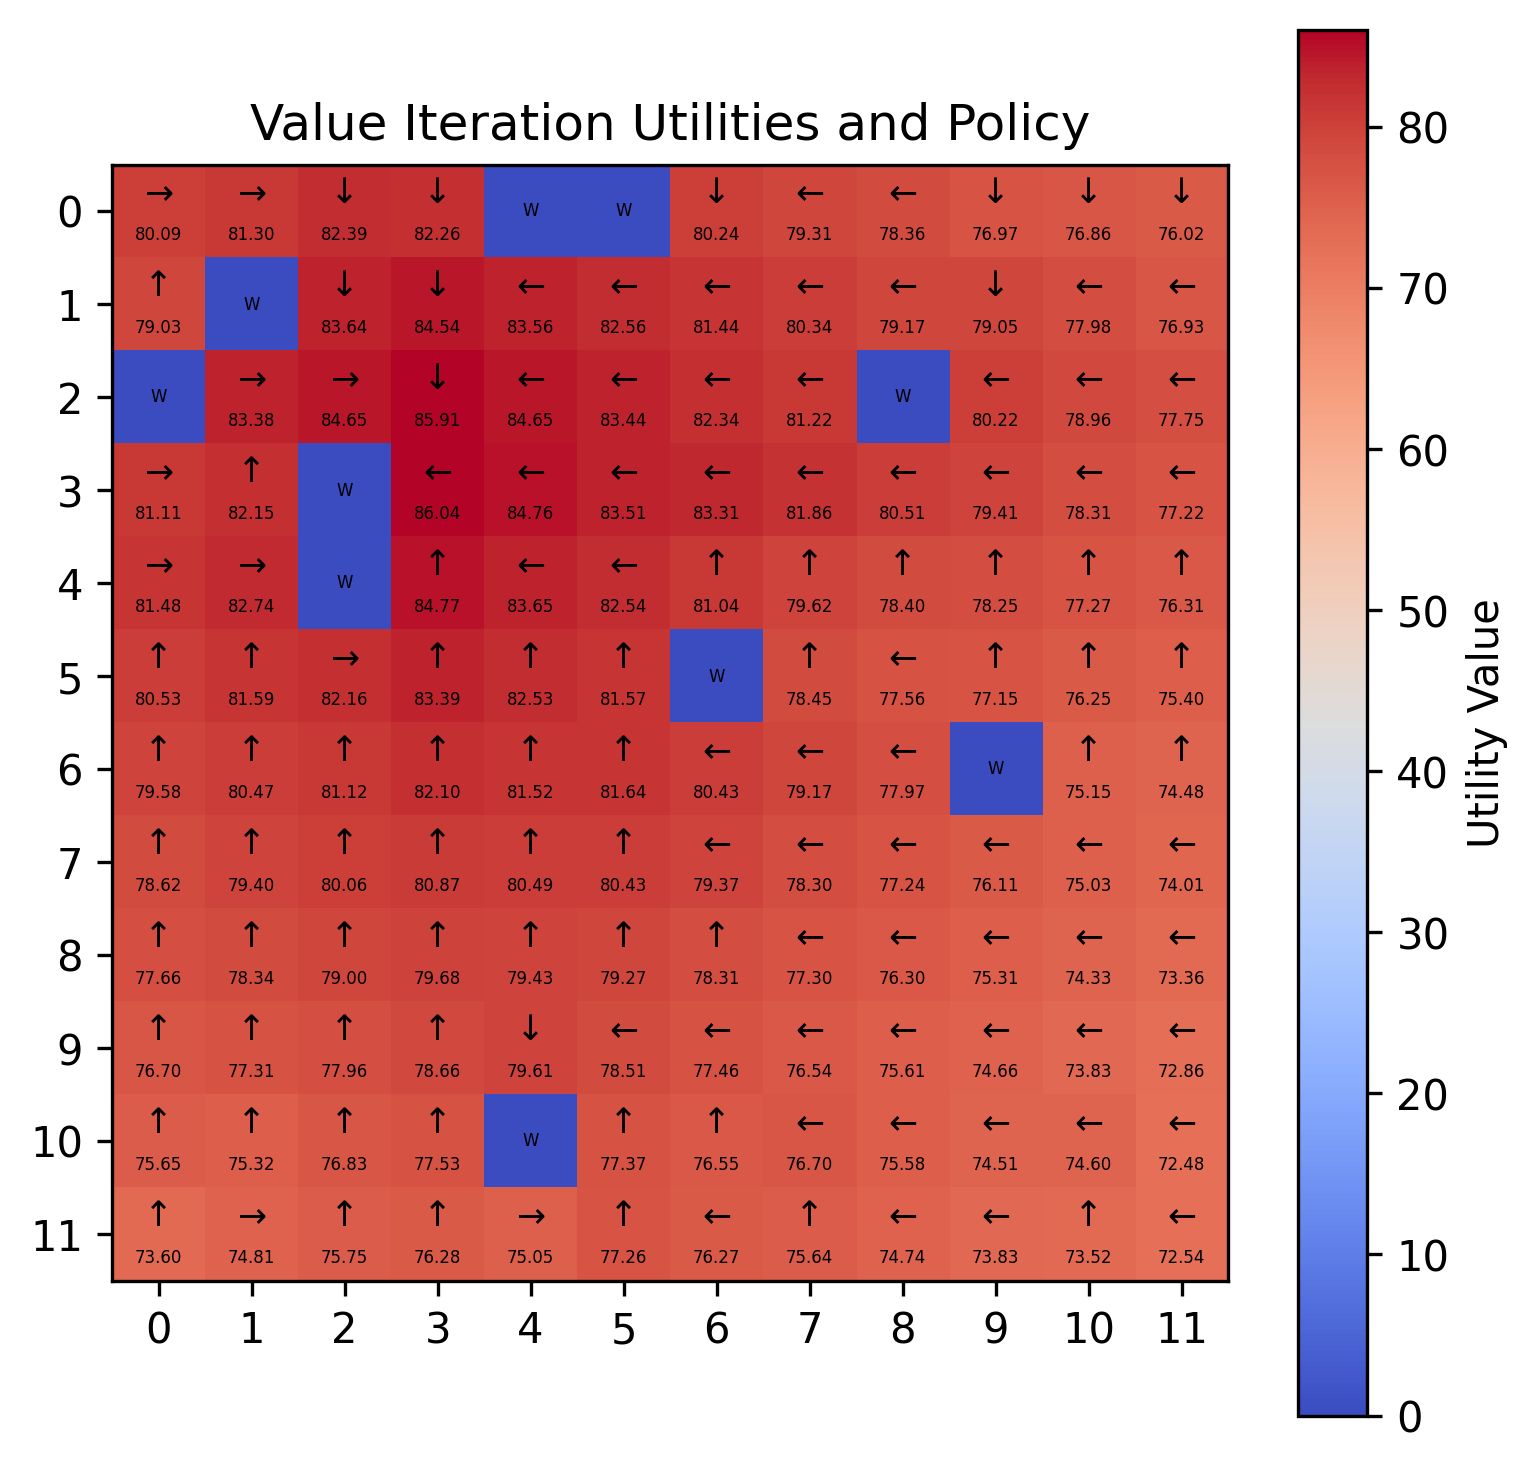 Value Iteration Utilities and Policy
0 → → ↓ ↓ W W ↓ ← ← ↓ ↓ ↓
80.09 81.30 82.39 82.26 80.24 79.31 78.36 76.97 76.86 76.02
1 ↑ W ↓ ↓ ← ← ← ← ← ↓ ← ←
79.03 83.64 84.54 83.56 82.56 81.44 80.34 79.17 79.05 77.98 76.93
2 W → → ↓ ← ← ← ← W ← ← ←
83.38 84.65 85.91 84.65 83.44 82.34 81.22 80.22 78.96 77.75
3 → ↑ W ← ← ← ← ← ← ← ← ←
81.11 82.15 86.04 84.76 83.51 83.31 81.86 80.51 79.41 78.31 77.22
4 → → W ↑ ← ← ↑ ↑ ↑ ↑ ↑ ↑
81.48 82.74 84.77 83.65 82.54 81.04 79.62 78.40 78.25 77.27 76.31
5 ↑ ↑ → ↑ ↑ ↑ W ↑ ← ↑ ↑ ↑
80.53 81.59 82.16 83.39 82.53 81.57 78.45 77.56 77.15 76.25 75.40
6 ↑ ↑ ↑ ↑ ↑ ↑ ← ← ← W ↑ ↑
79.58 80.47 81.12 82.10 81.52 81.64 80.43 79.17 77.97 75.15 74.48
7 ↑ ↑ ↑ ↑ ↑ ↑ ← ← ← ← ← ←
78.62 79.40 80.06 80.87 80.49 80.43 79.37 78.30 77.24 76.11 75.03 74.01
8 ↑ ↑ ↑ ↑ ↑ ↑ ↑ ← ← ← ← ←
77.66 78.34 79.00 79.68 79.43 79.27 78.31 77.30 76.30 75.31 74.33 73.36
9 ↑ ↑ ↑ ↑ ↓ ← ← ← ← ← ← ←
76.70 77.31 77.96 78.66 79.61 78.51 77.46 76.54 75.61 74.66 73.83 72.86
10 ↑ ↑ ↑ ↑ W ↑ ↑ ← ← ← ← ←
75.65 75.32 76.83 77.53 77.37 76.55 76.70 75.58 74.51 74.60 72.48
11 ↑ → ↑ ↑ → ↑ ← ↑ ← ← ↑ ←
73.60 74.81 75.75 76.28 75.05 77.26 76.27 75.64 74.74 73.83 73.52 72.54
0 1 2 3 4 5 6 7 8 9 10 11
80
70
60
50
40
30
20
10
0
Utility Value